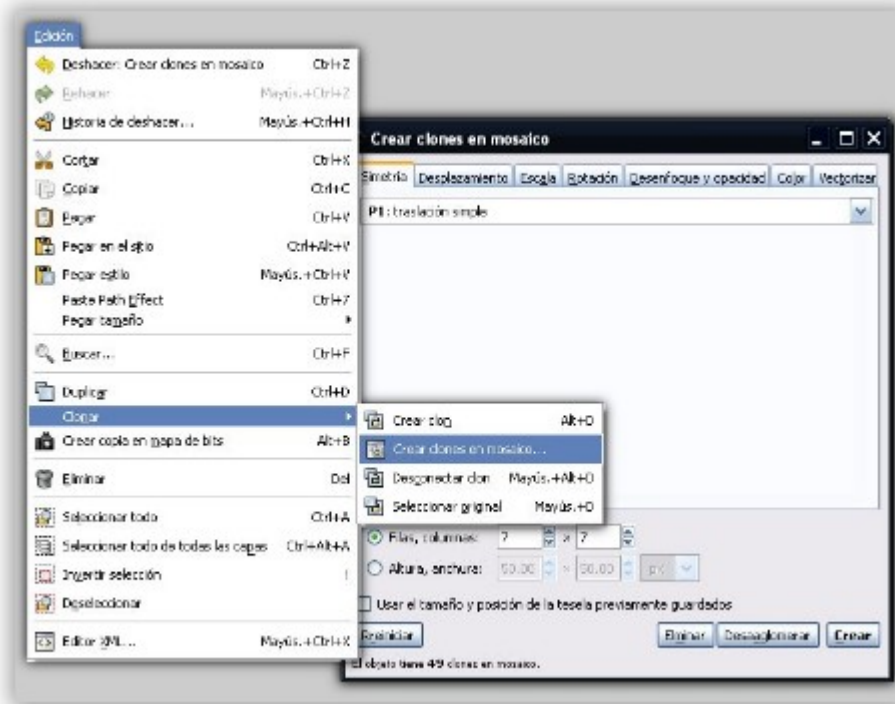 Edición
Deshacer: Crear clones en mosaico Ctrl+Z
Rehacer Mayús.+Ctrl+Z
Historia de deshacer... Mayús.+Ctrl+H
Cortar Ctrl+X
Copiar Ctrl+C
Pegar Ctrl+V
Pegar en el sitio Ctrl+Alt+V
Pegar estilo Mayús.+Ctrl+V
Paste Path Effect Ctrl+7
Pegar tamaño
Buscar... Ctrl+F
Duplicar Ctrl+D
Clonar
Crear copia en mapa de bits Alt+B
Eliminar Del
Seleccionar todo Ctrl+A
Seleccionar todo de todas las capas Ctrl+Alt+A
Invertir selección !
Deseleccionar
Editor XML... Mayús.+Ctrl+X
Crear clon Alt+D
Crear clones en mosaico...
Desconectar clon Mayús.+Alt+D
Seleccionar original Mayús.+D
Crear clones en mosaico
Simetría Desplazamiento Escala Rotación Desenfoque y opacidad Color Vectorizar
P1: traslación simple
Filas, columnas: 7 × 7
Altura, anchura: 50.00 × 50.00 px
Usar el tamaño y posición de la tesela previamente guardados
Reiniciar Eliminar Desaglomerar Crear
El objeto tiene 49 clones en mosaico.